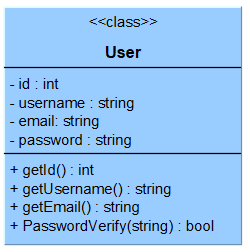 <<class>>
User
- id : int
- username : string
- email: string
- password : string
+ getId() : int
+ getUsername() : string
+ getEmail() : string
+ PasswordVerify(string) : bool